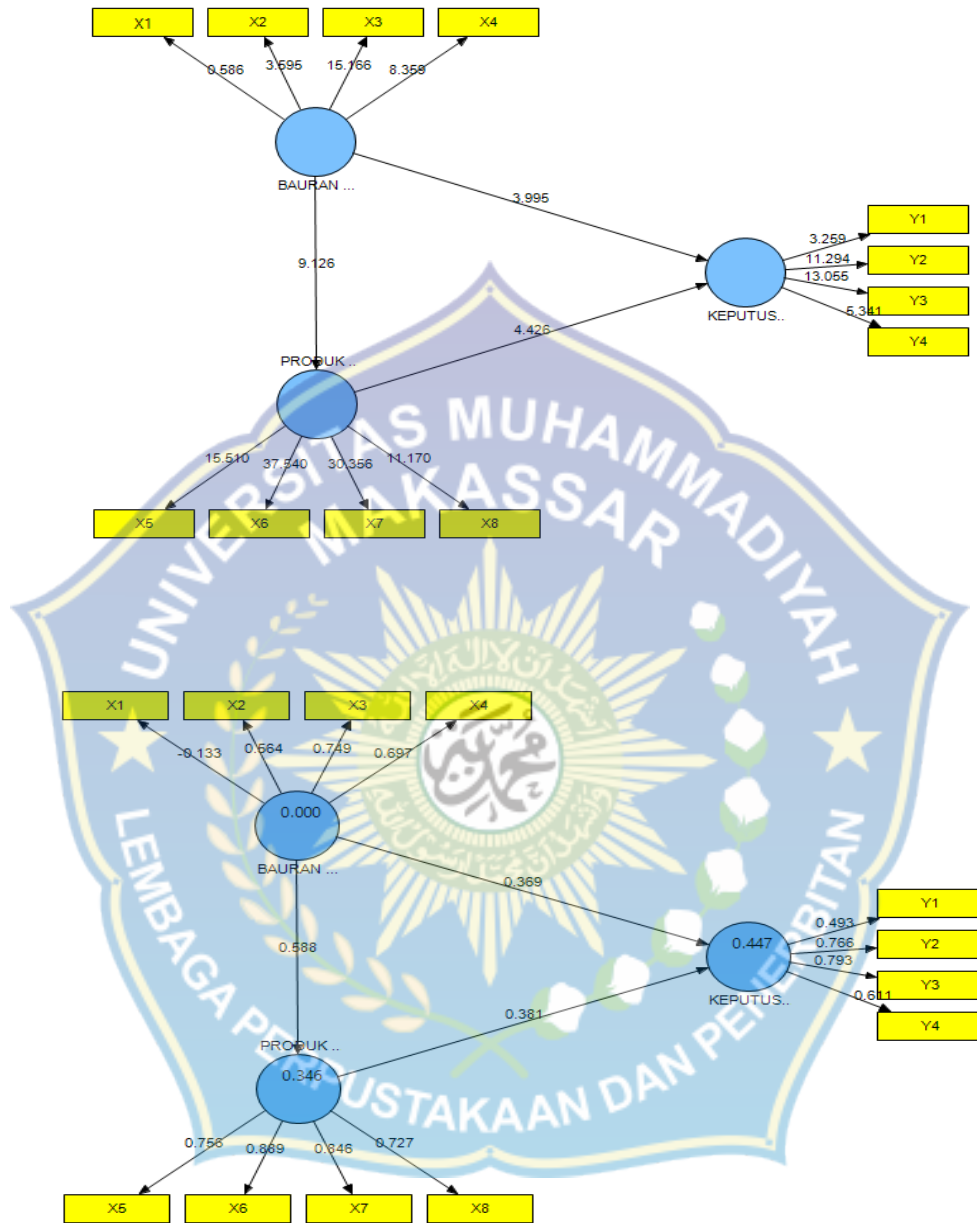 X1 X2 X3 X4
0.586 3.595 15.166 8.359
BAURAN ...
3.995
9.126
Y1
3.259
Y2
11.294
13.055
Y3
5.341
Y4
KEPUTUS..
4.426
PRODUK ..
15.510 37.540 30.356 11.170
X5 X6 X7 X8
UNIVERSITAS MUHAMMADIYAH
MAKASSAR
X1 X2 X3 X4
-0.133 0.564 0.749 0.697
0.000
BAURAN ...
0.369
0.588
Y1
0.493
0.447
0.766
Y2
0.793
Y3
0.611
Y4
KEPUTUS..
0.381
PRODUK ..
0.346
0.756 0.727
X5 X6 X7 X8
LEMBAGA PERPUSTAKAAN DAN PENERBITAN